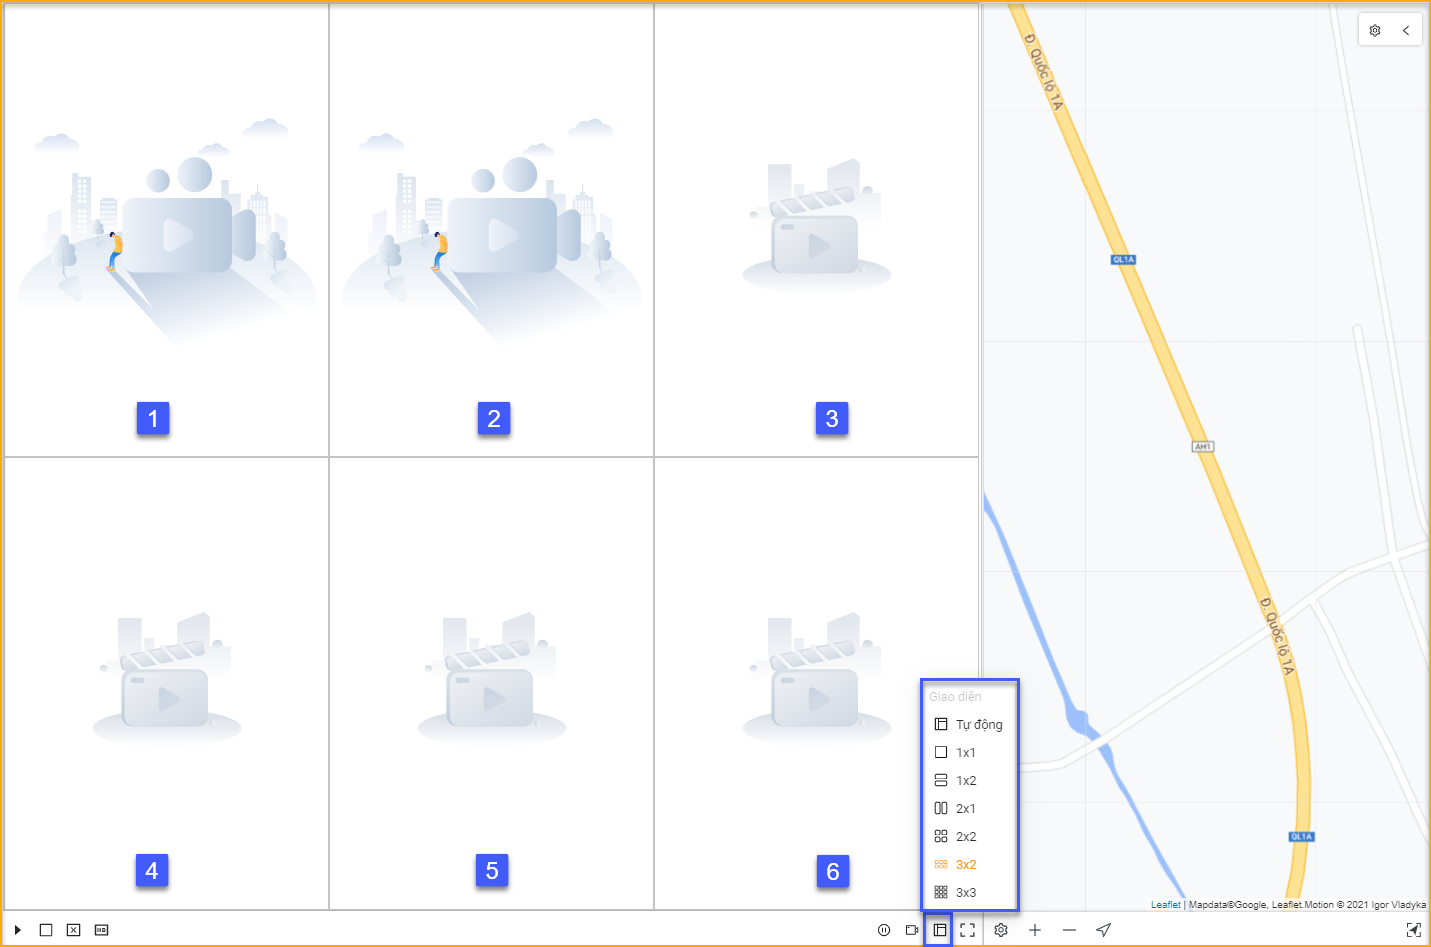 1
2
3
4
5
6
Giao diện
Tự động
1x1
1x2
2x1
2x2
3x2
3x3
HD
Đ. Quốc lộ 1A
QL1A
AH1
Đ. Quốc lộ 1A
QL1A
Leaflet | Mapdata©Google, Leaflet.Motion © 2021 Igor Vladyka